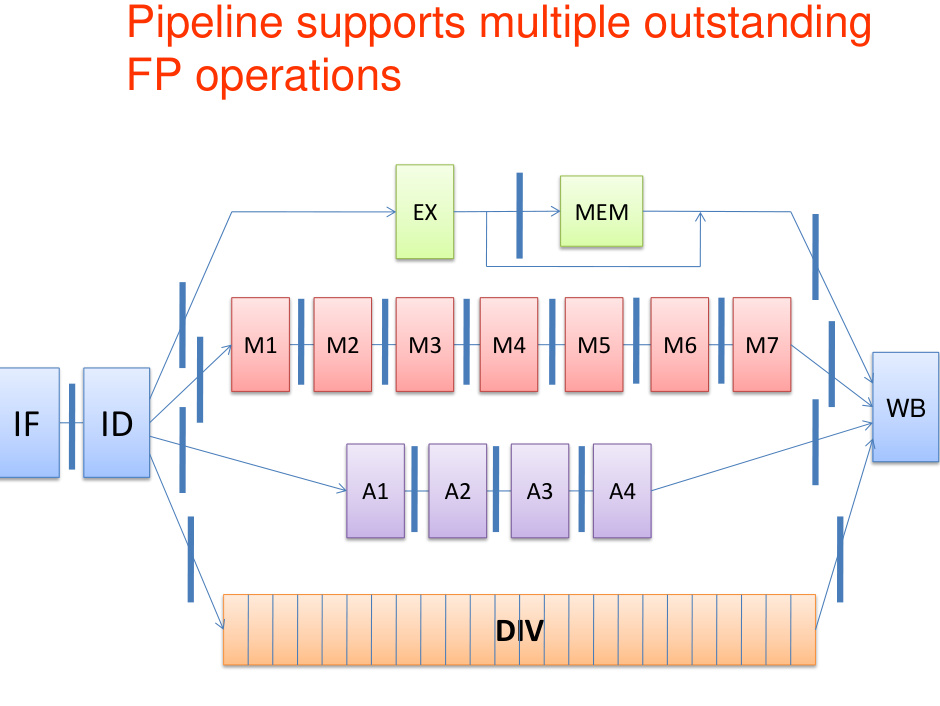 Pipeline supports multiple outstanding
FP operations
EX
MEM
M1
M2
M3
M4
M5
M6
M7
IF
ID
WB
A1
A2
A3
A4
DIV